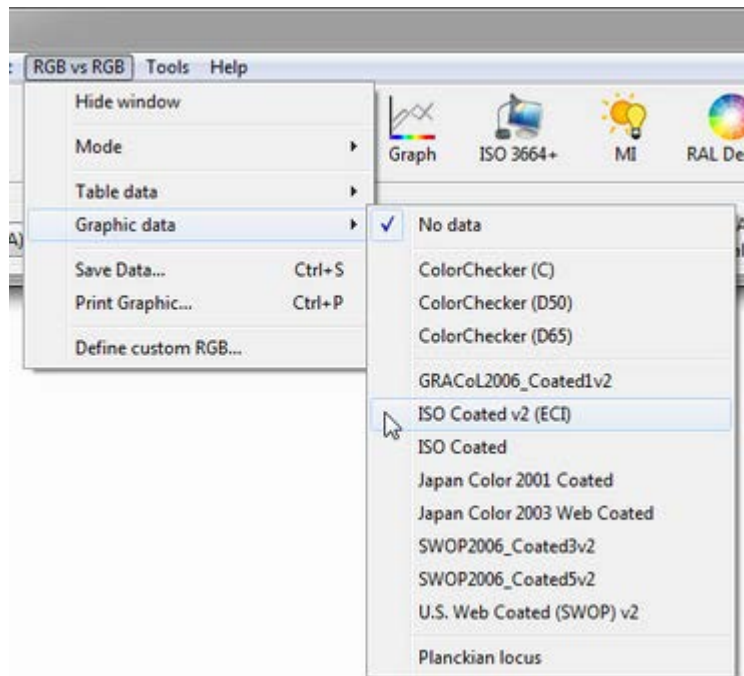 RGB vs RGB Tools Help
Hide window
Mode
Table data
Graphic data
Save Data... Ctrl+S
Print Graphic... Ctrl+P
Define custom RGB...
Graph ISO 3664+ MI RAL De
No data
ColorChecker (C)
ColorChecker (D50)
ColorChecker (D65)
GRACoL2006_Coated1v2
ISO Coated v2 (ECI)
ISO Coated
Japan Color 2001 Coated
Japan Color 2003 Web Coated
SWOP2006_Coated3v2
SWOP2006_Coated5v2
U.S. Web Coated (SWOP) v2
Planckian locus